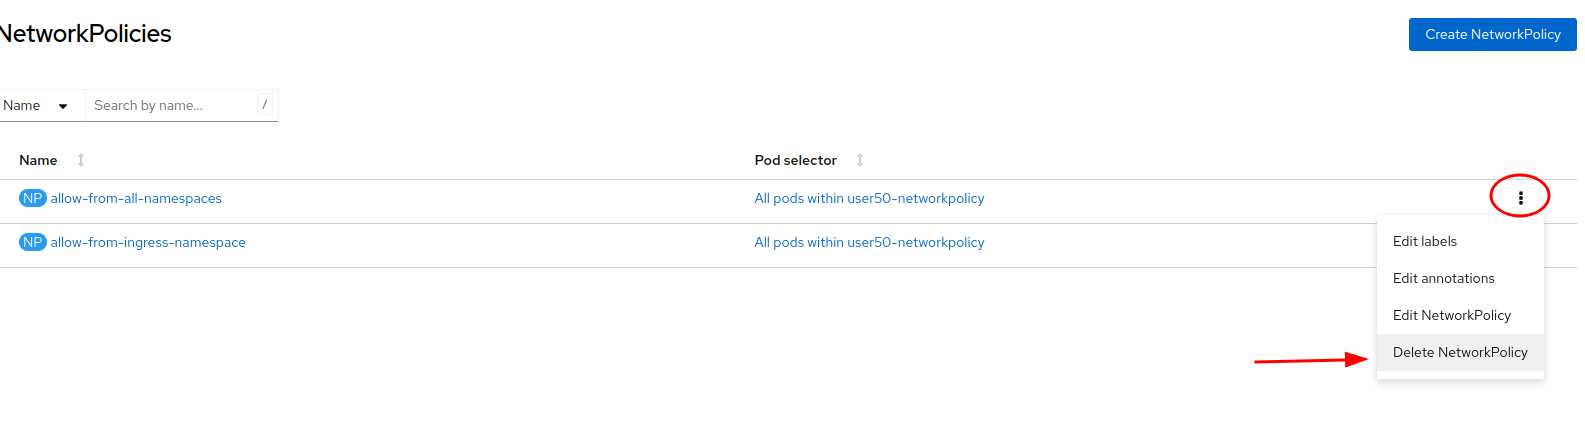 NetworkPolicies
Create NetworkPolicy
Name
Search by name...
/
Name
Pod selector
NP allow-from-all-namespaces
All pods within user50-networkpolicy
NP allow-from-ingress-namespace
All pods within user50-networkpolicy
Edit labels
Edit annotations
Edit NetworkPolicy
Delete NetworkPolicy